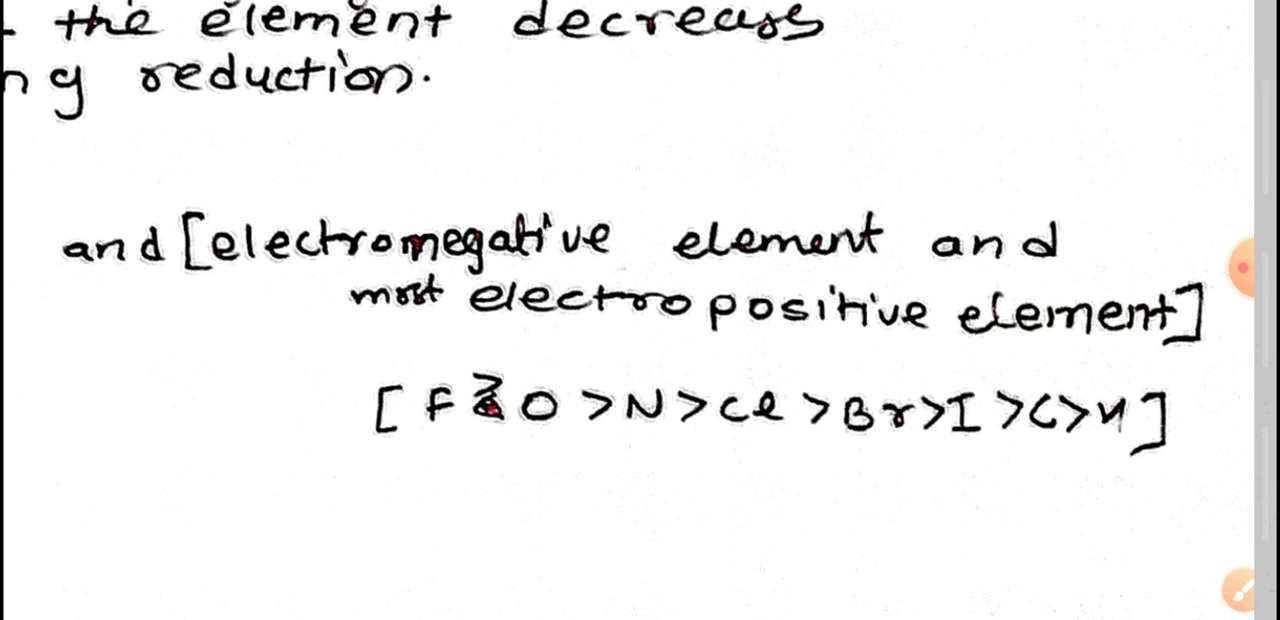 the element decreases
ng reduction.
and [electromegative element and
most electropositive element]
[F > O > N > Cl > Br > I > C > H]